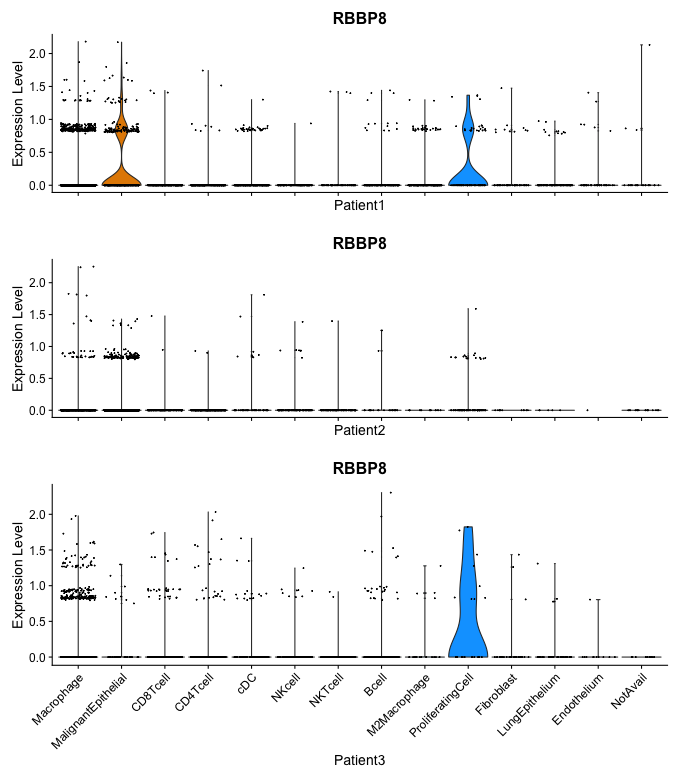 RBBP8
Expression Level
2.0
1.5
1.0
0.5
0.0
Patient1
RBBP8
Expression Level
2.0
1.5
1.0
0.5
0.0
Patient2
RBBP8
Expression Level
2.0
1.5
1.0
0.5
0.0
Macrophage
MalignantEpithelial
CD8Tcell
CD4Tcell
cDC
NKcell
NKTcell
Bcell
M2Macrophage
ProliferatingCell
Fibroblast
LungEpithelium
Endothelium
NotAvail
Patient3